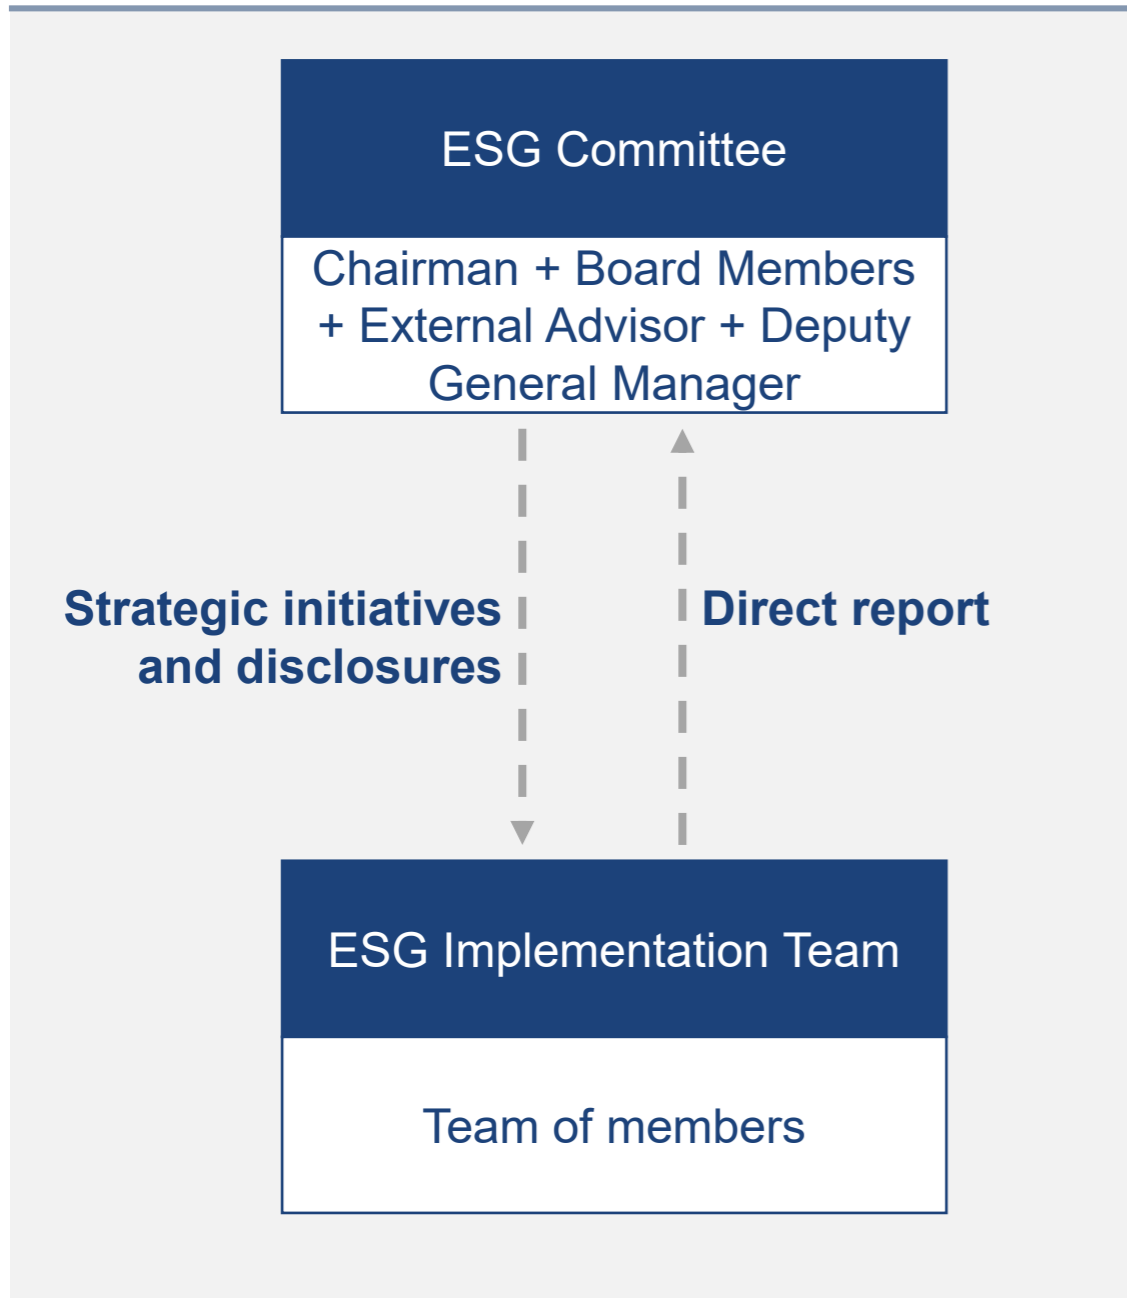 ESG Committee
Chairman + Board Members
+ External Advisor + Deputy
General Manager
Strategic initiatives
and disclosures
Direct report
ESG Implementation Team
Team of members